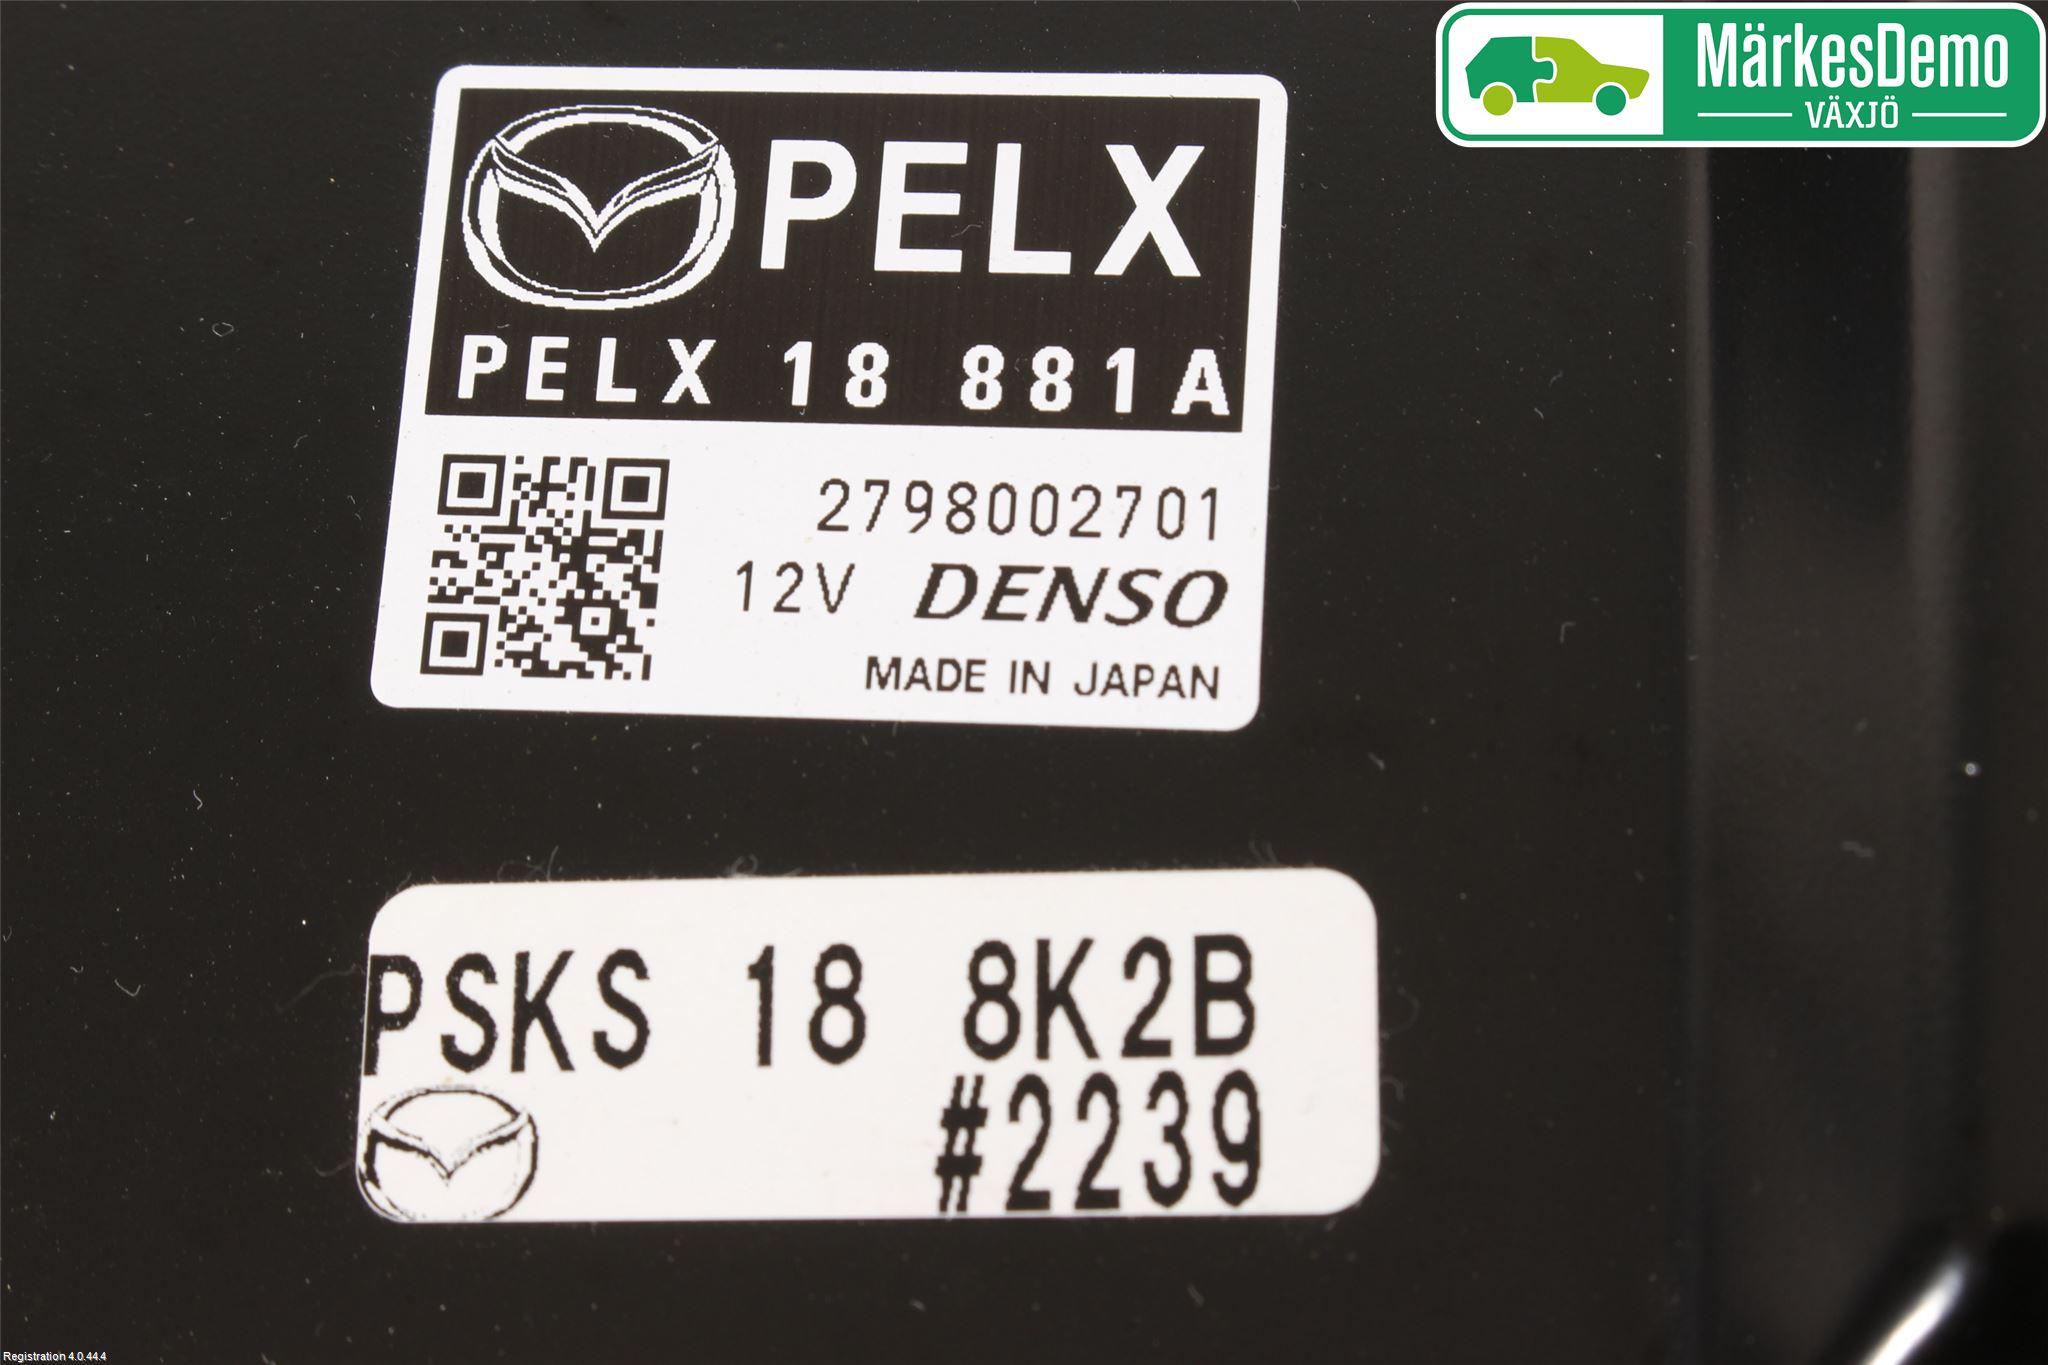 MärkesDemo
VÄXJÖ
PELX
PELX 18 881A
2798002701
12V DENSO
MADE IN JAPAN
PSKS 18 8K2B
#2239
Registration 4.0.44.4